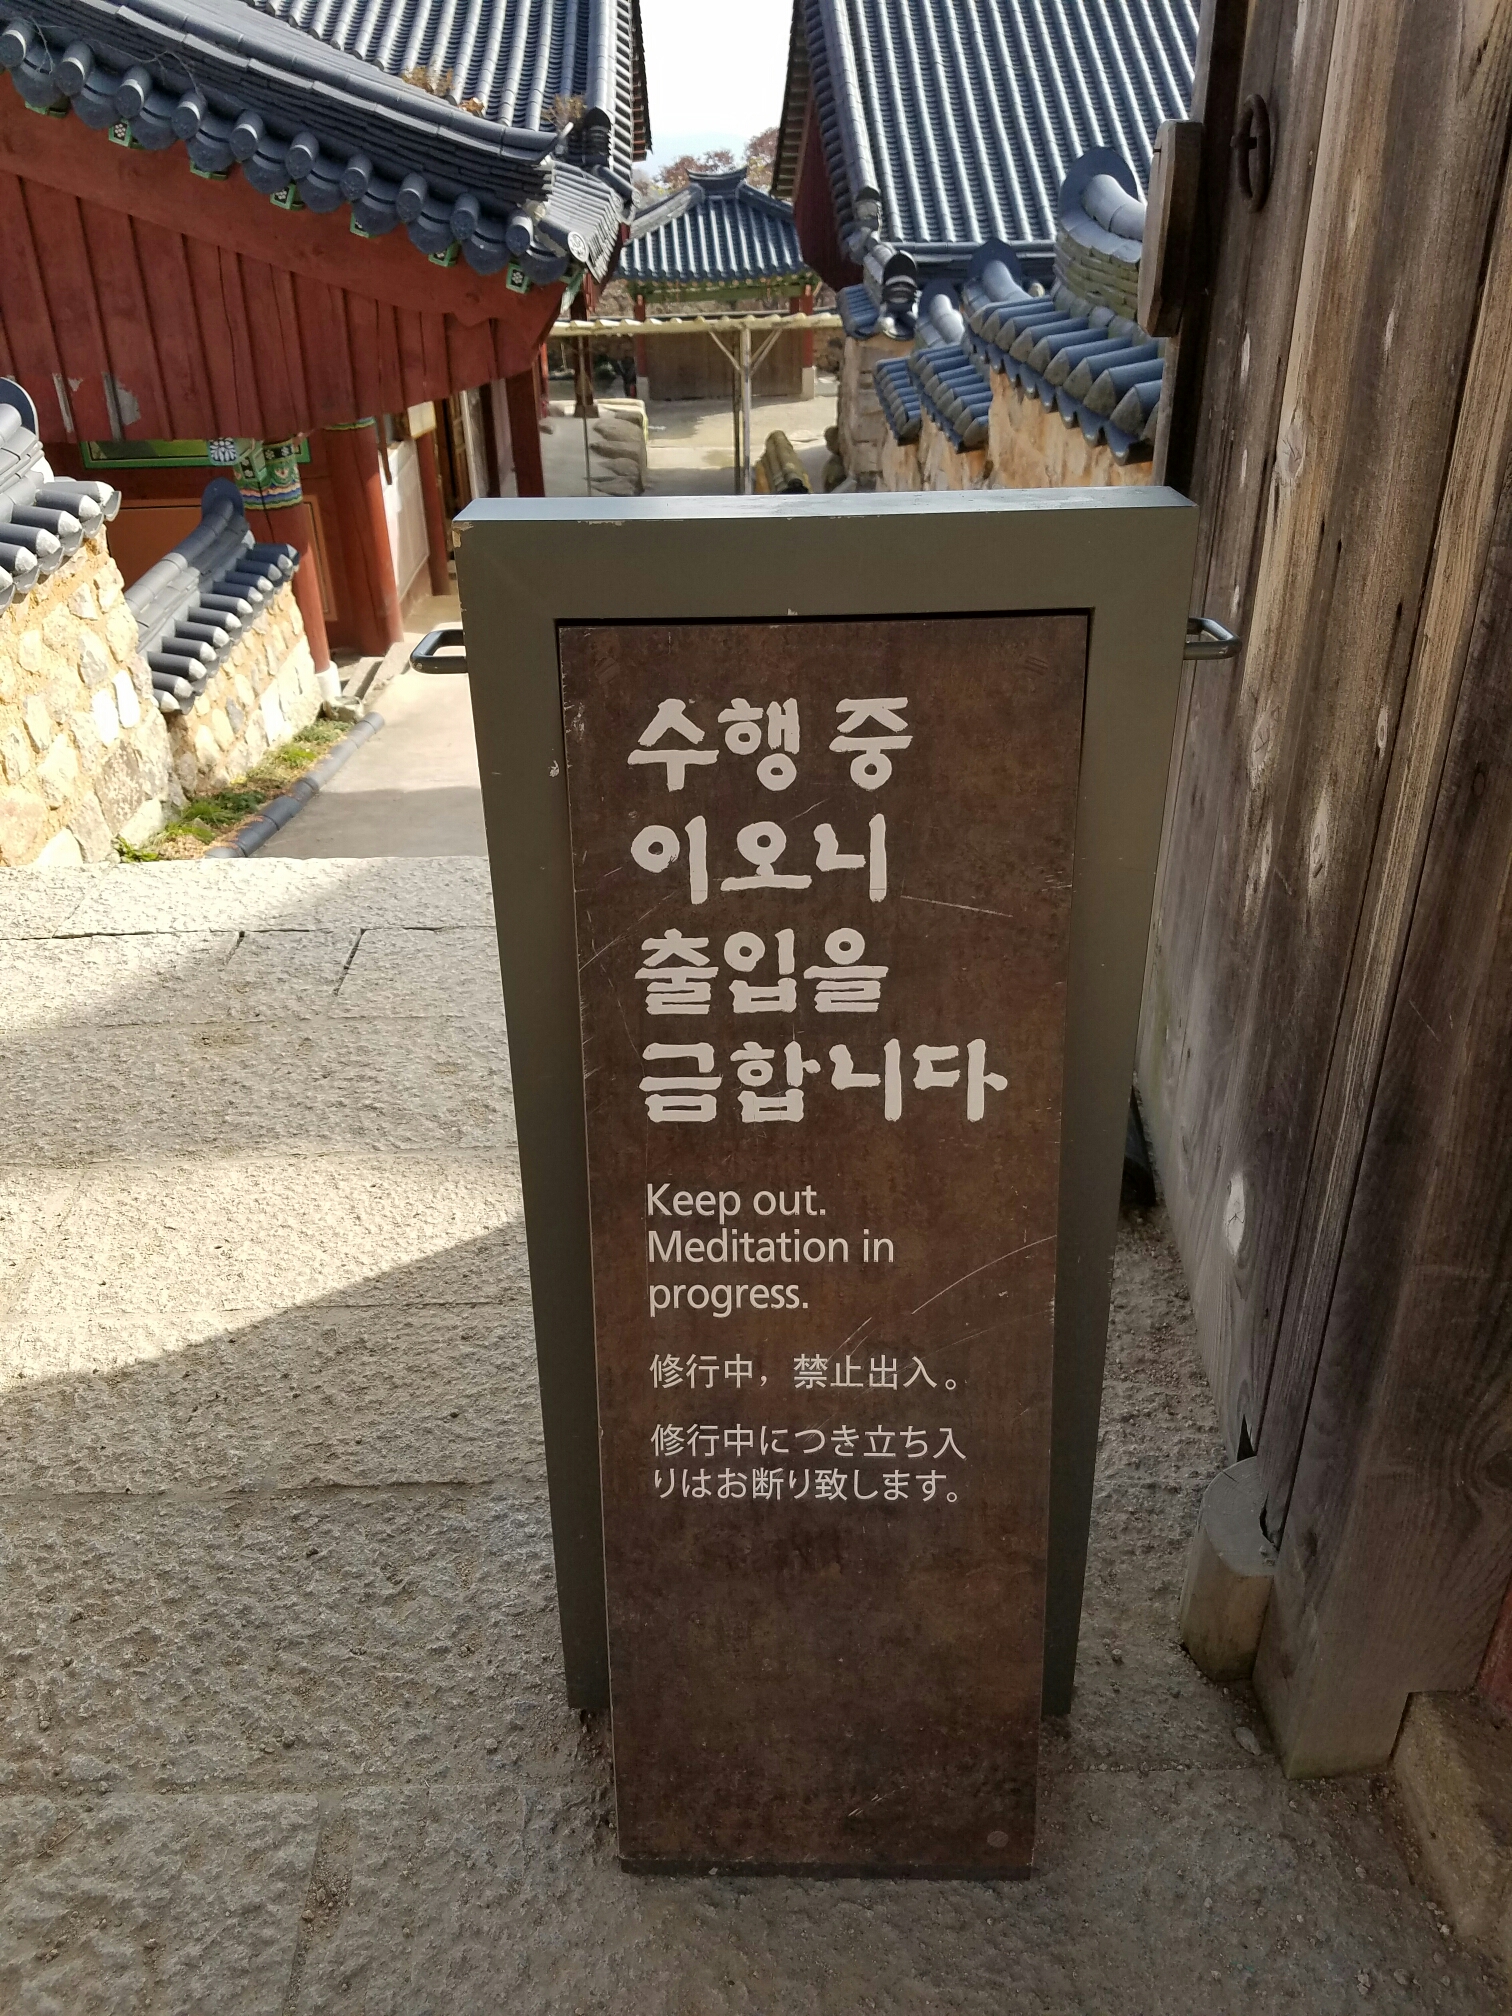 수행 중
이오니
출입을
금합니다
Keep out.
Meditation in
progress.
修行中，禁止出入。
修行中につき立ち入
りはお断り致します。